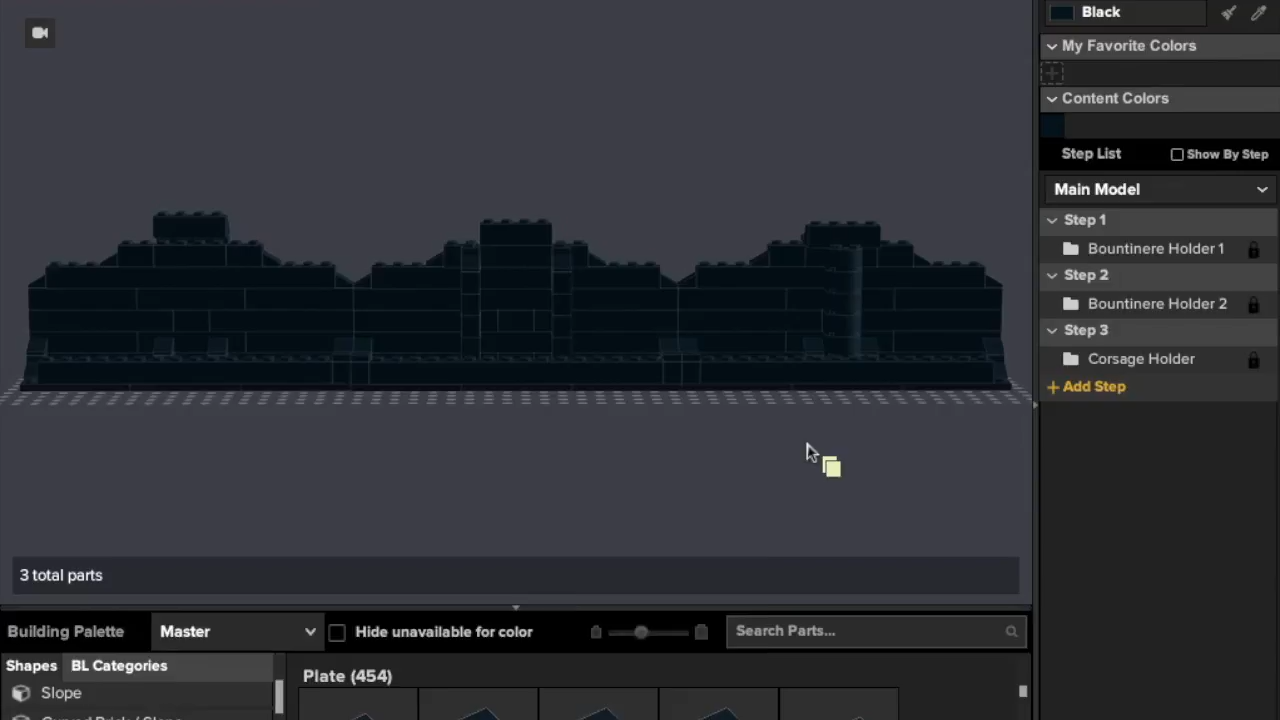 Black
My Favorite Colors
Content Colors
Step List
Show By Step
Main Model
Step 1
Bountinere Holder 1
Step 2
Bountinere Holder 2
Step 3
Corsage Holder
+ Add Step
3 total parts
Building Palette
Master
Hide unavailable for color
Search Parts...
Shapes
BL Categories
Plate (454)
Slope